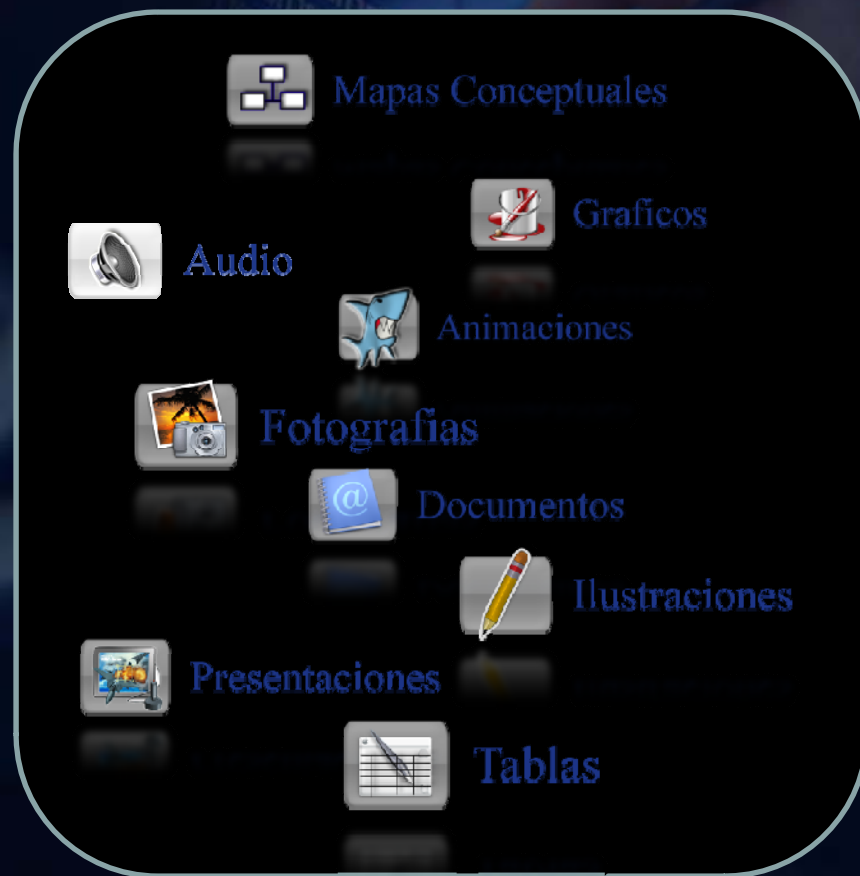 Mapas Conceptuales
Graficos
Audio
Animaciones
Fotografias
Documentos
Ilustraciones
Presentaciones
Tablas